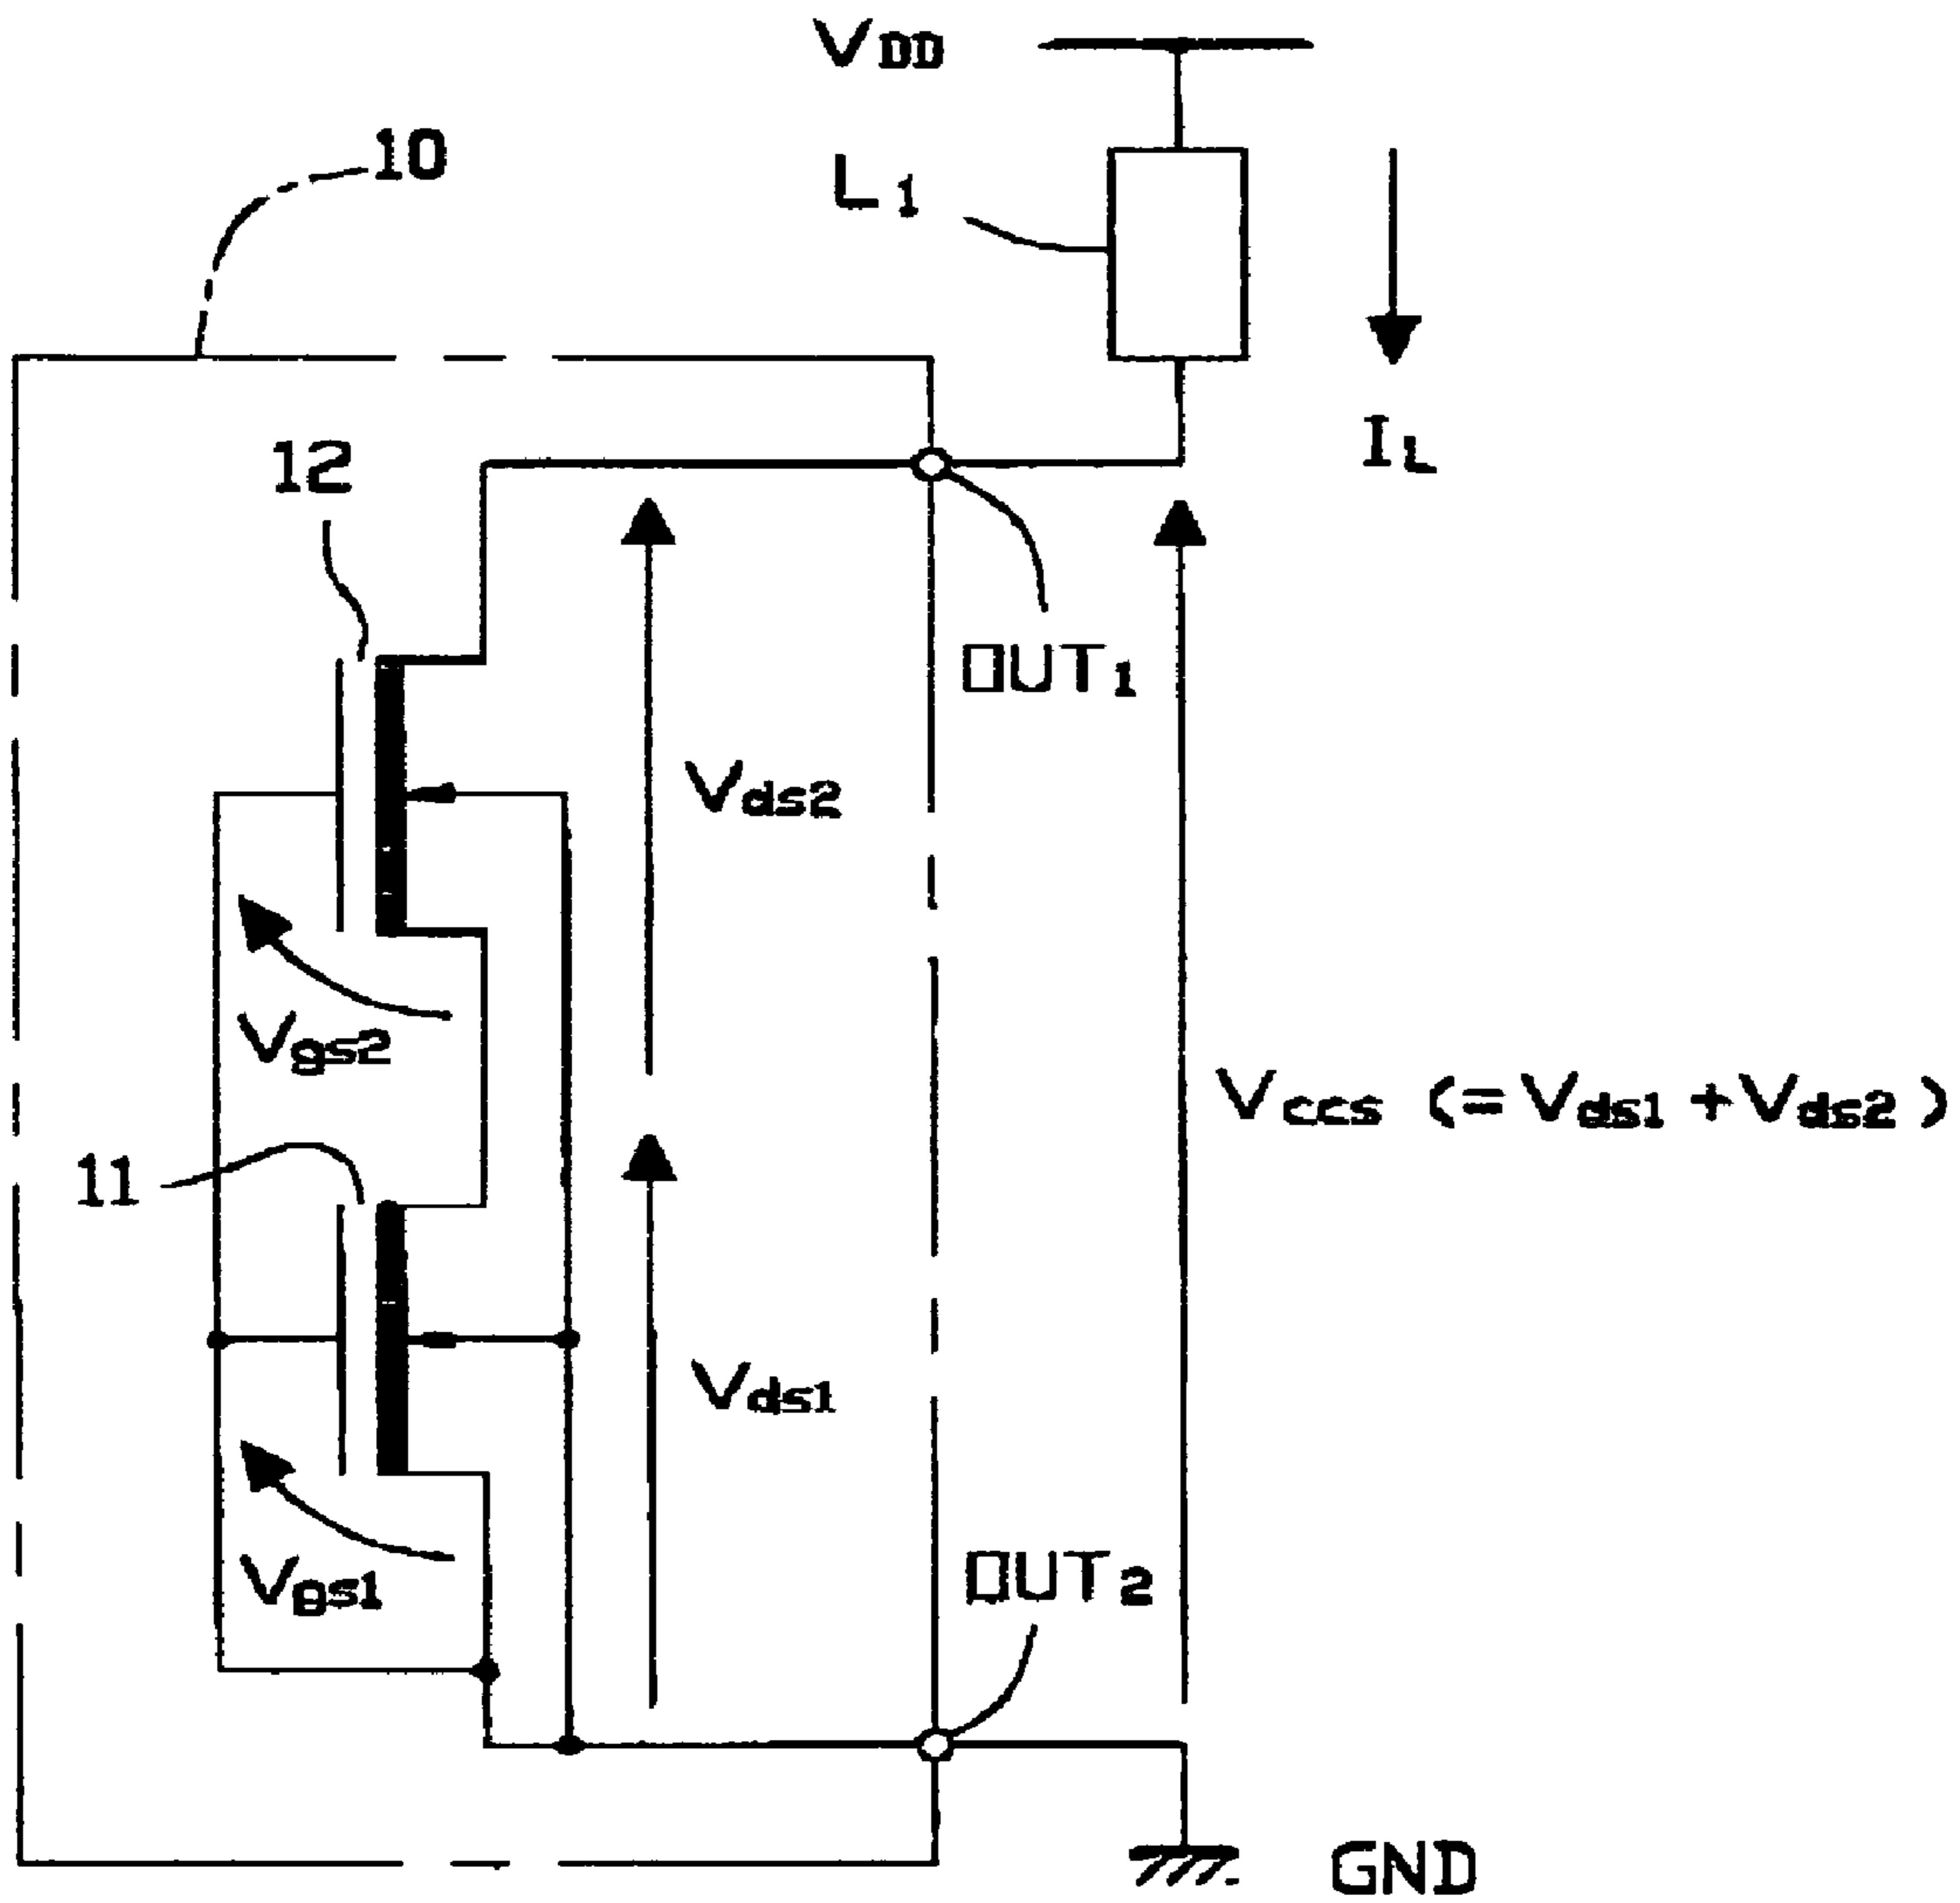 VDD
10
L1
12
IL
OUT1
Vds2
Vgs2
Vccs (=Vds1+Vds2)
11
Vds1
OUT2
Vgs1
GND